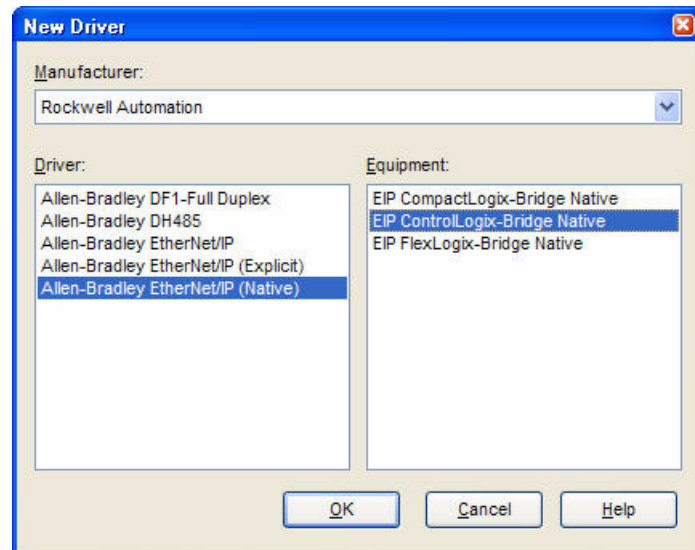 New Driver
Manufacturer:
Rockwell Automation
Driver:
Allen-Bradley DF1-Full Duplex
Allen-Bradley DH485
Allen-Bradley EtherNet/IP
Allen-Bradley EtherNet/IP (Explicit)
Allen-Bradley EtherNet/IP (Native)
Equipment:
EIP CompactLogix-Bridge Native
EIP ControlLogix-Bridge Native
EIP FlexLogix-Bridge Native
OK
Cancel
Help